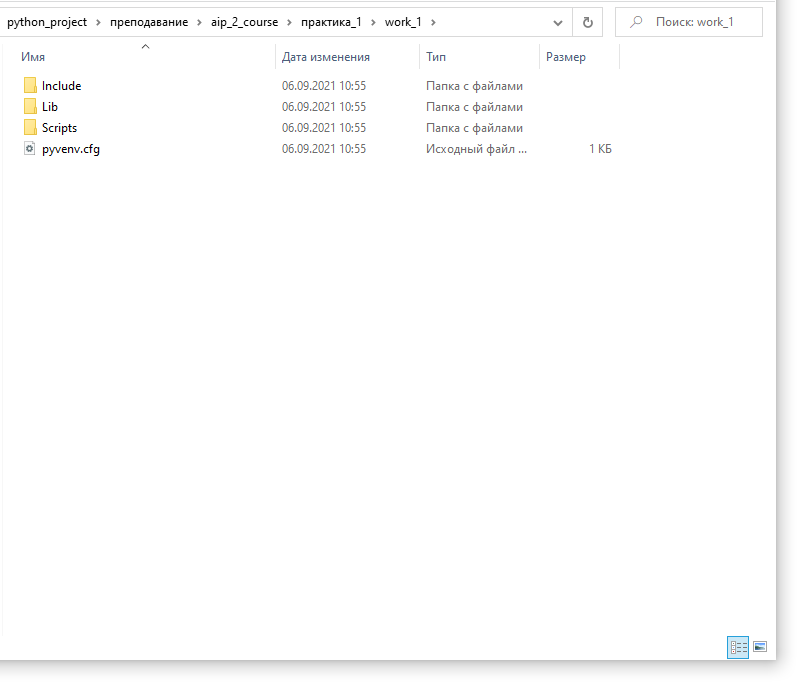 python_project › преподавание › aip_2_course › практика_1 › work_1 › Поиск: work_1
Имя Дата изменения Тип Размер
Include 06.09.2021 10:55 Папка с файлами
Lib 06.09.2021 10:55 Папка с файлами
Scripts 06.09.2021 10:55 Папка с файлами
pyvenv.cfg 06.09.2021 10:55 Исходный файл ... 1 КБ